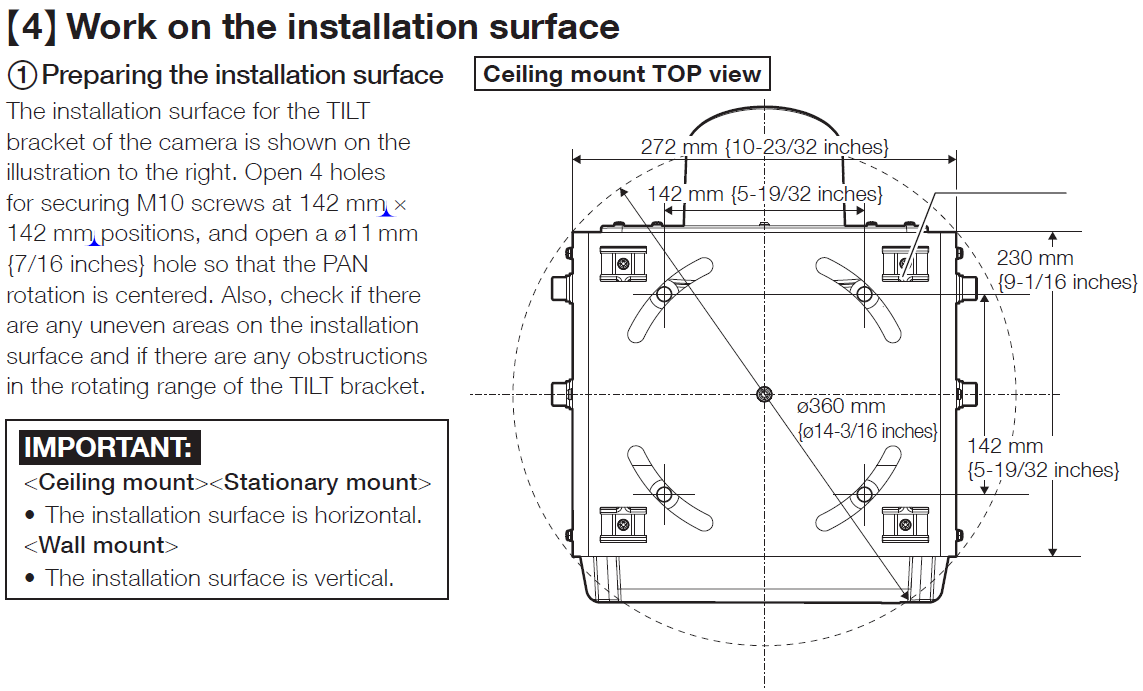 【4】Work on the installation surface
①Preparing the installation surface
The installation surface for the TILT
bracket of the camera is shown on the
illustration to the right. Open 4 holes
for securing M10 screws at 142 mm ×
142 mm positions, and open a ø11 mm
{7/16 inches} hole so that the PAN
rotation is centered. Also, check if there
are any uneven areas on the installation
surface and if there are any obstructions
in the rotating range of the TILT bracket.
IMPORTANT:
<Ceiling mount><Stationary mount>
• The installation surface is horizontal.
<Wall mount>
• The installation surface is vertical.
Ceiling mount TOP view
272 mm {10-23/32 inches}
142 mm {5-19/32 inches}
230 mm
{9-1/16 inches}
ø360 mm
{ø14-3/16 inches}
142 mm
{5-19/32 inches}